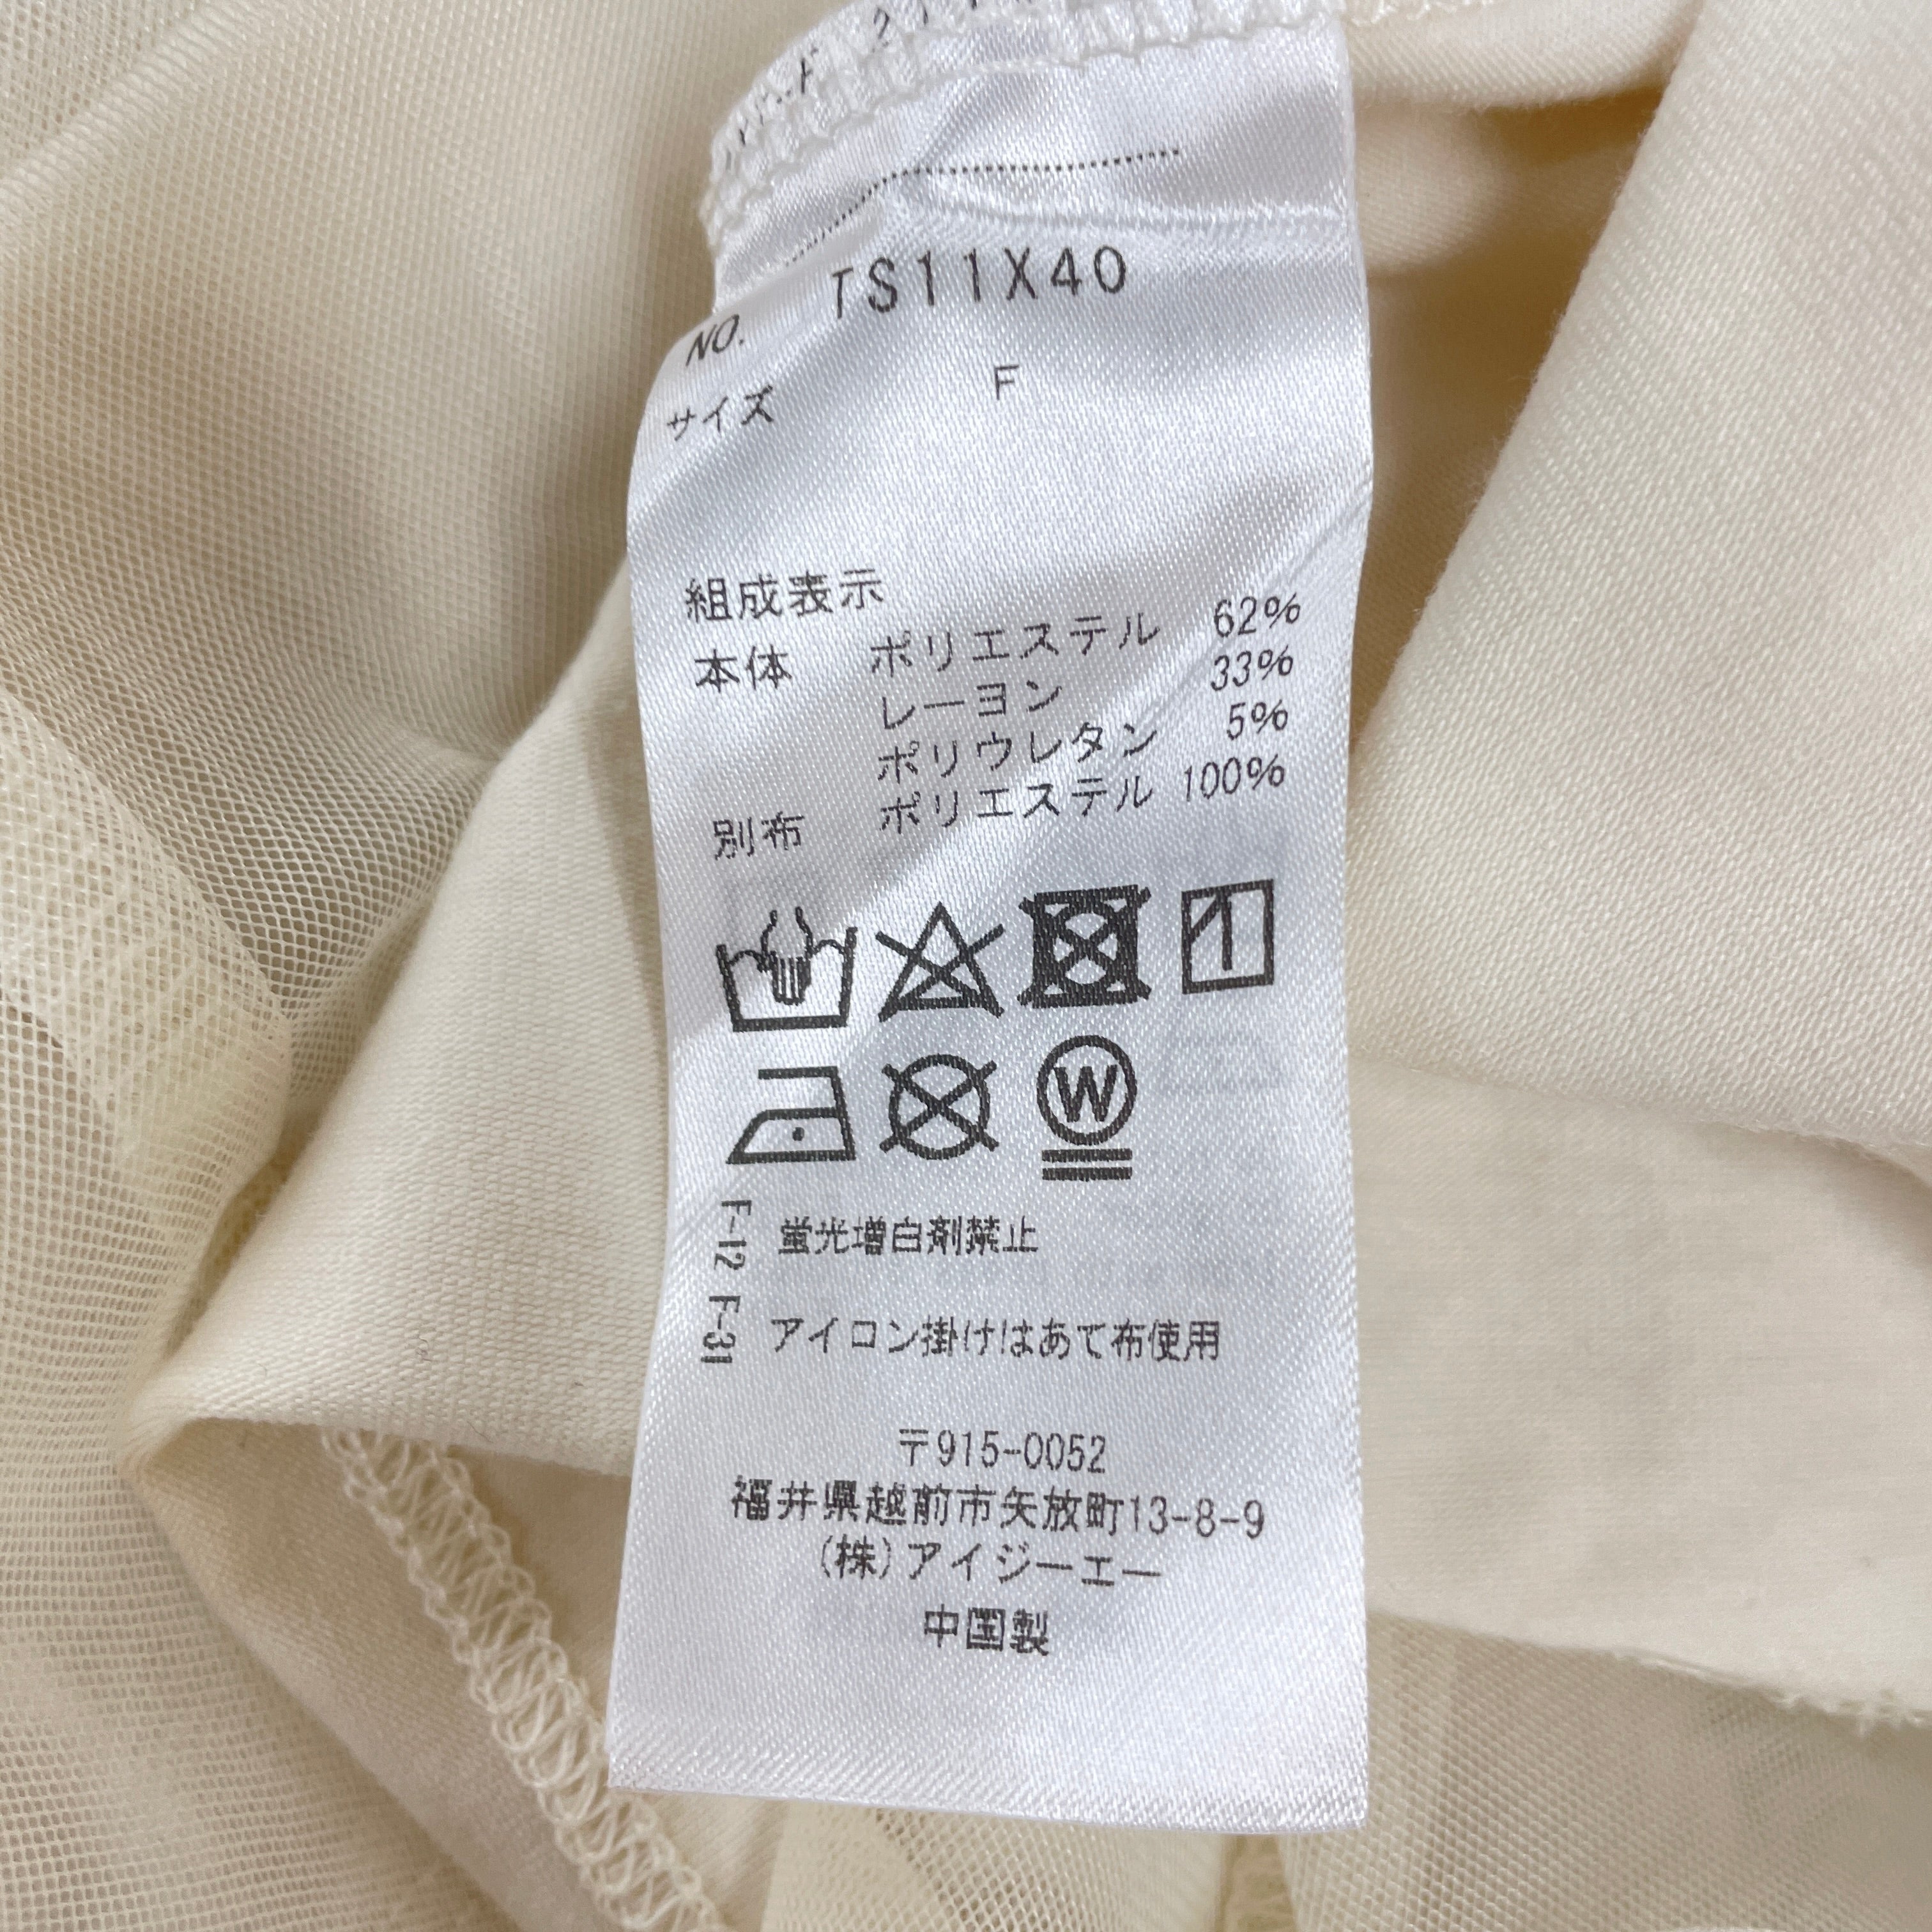 NO. TS11X40
サイズ F
組成表示
本体 ポリエステル 62%
レーヨン 33%
ポリウレタン 5%
別布 ポリエステル 100%
W
F-12 蛍光増白剤禁止
F-31 アイロン掛けはあて布使用
〒915-0052
福井県越前市矢放町13-8-9
(株)アイジーエー
中国製